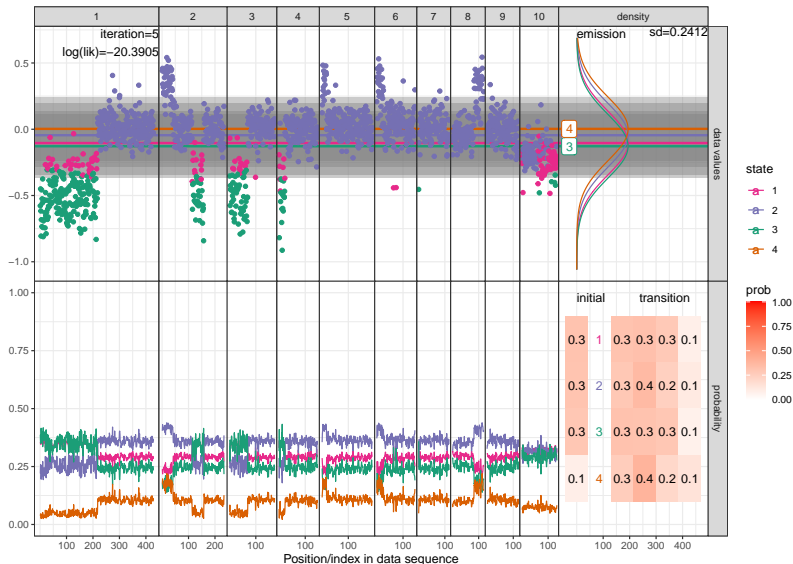 1 2 3 4 5 6 7 8 9 10 density
iteration=5
log(lik)=−20.3905
emission sd=0.2412
0.5
0.0
−0.5
−1.0
4
3
data values
1.00
0.75
0.50
0.25
0.00
initial transition
0.3 1 0.3 0.3 0.3 0.1
0.3 2 0.3 0.4 0.2 0.1
0.3 3 0.3 0.3 0.3 0.1
0.1 4 0.3 0.4 0.2 0.1
probability
100 200 300 400 100 200 100 100 100 200 100 100 100 100 100 100 200 300 400
Position/index in data sequence
state
a 1
a 2
a 3
a 4
prob
1.00
0.75
0.50
0.25
0.00